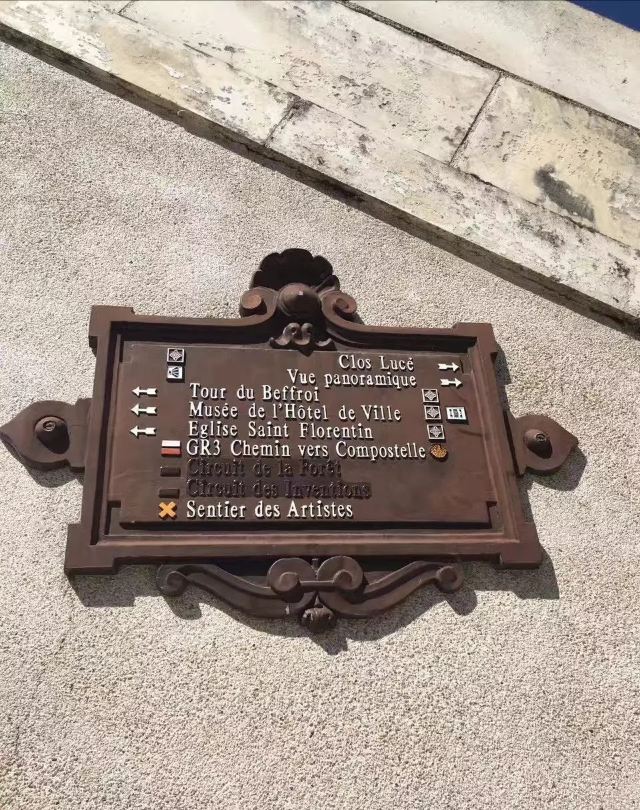 Clos Lucé
Vue panoramique
Tour du Beffroi
Musée de l'Hôtel de Ville
Eglise Saint Florentin
GR3 Chemin vers Compostelle
Circuit de la Forêt
Circuit des Inventions
Sentier des Artistes